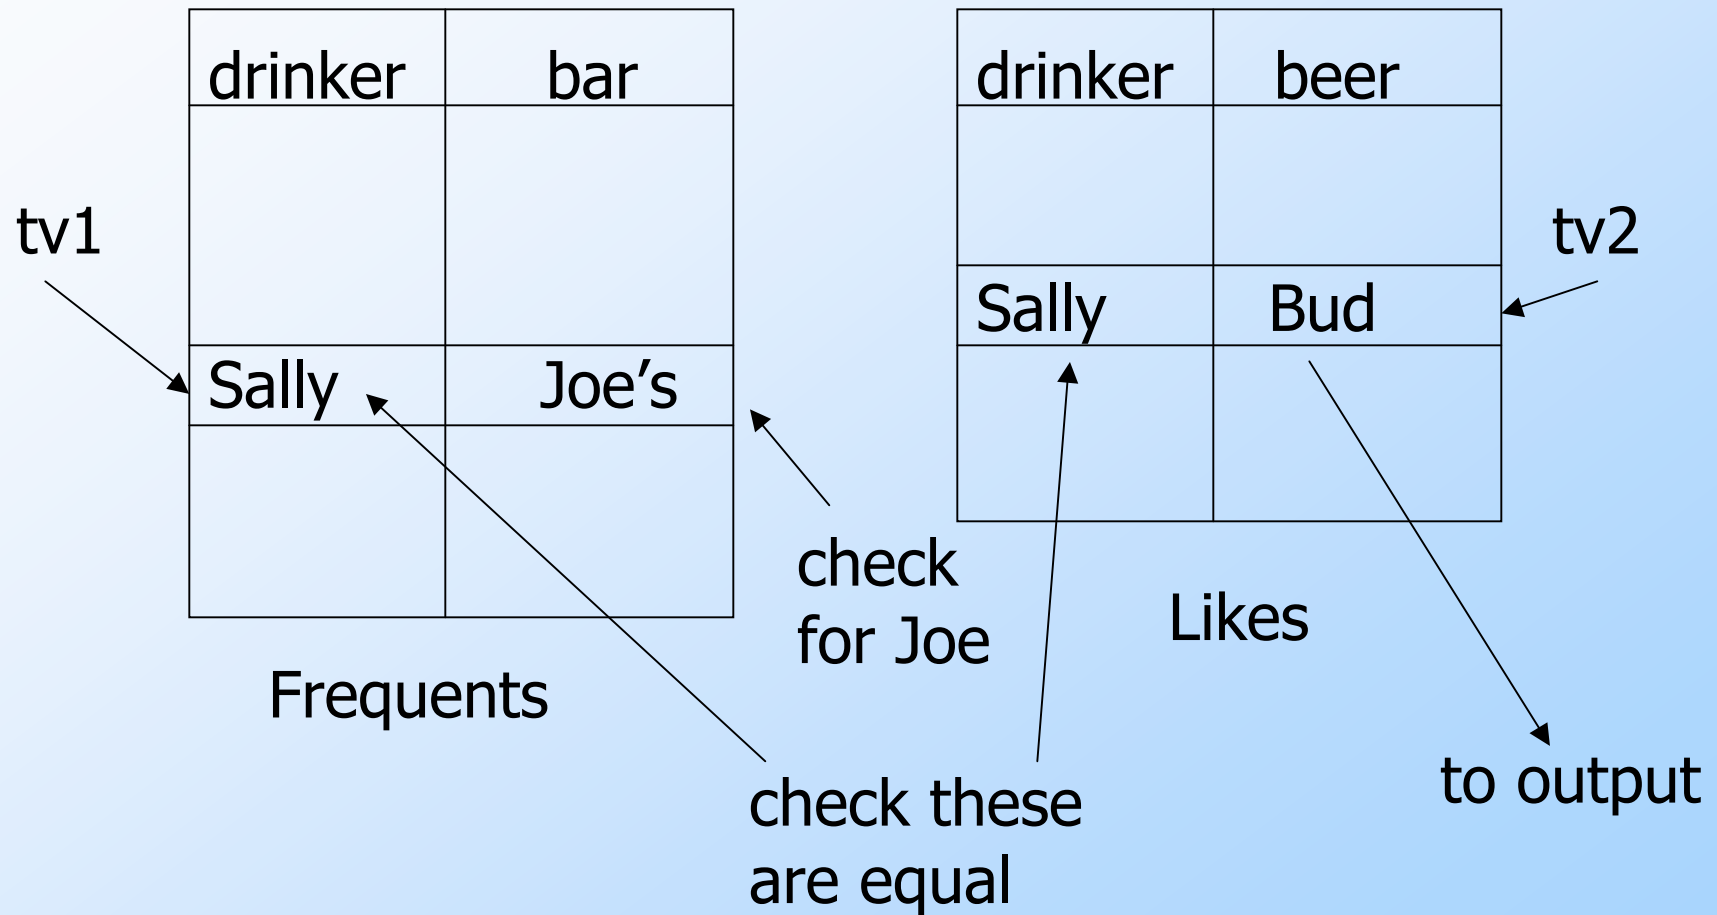 drinker bar
drinker beer
tv1
tv2
Sally Bud
Sally Joe’s
check
for Joe
Likes
Frequents
to output
check these
are equal